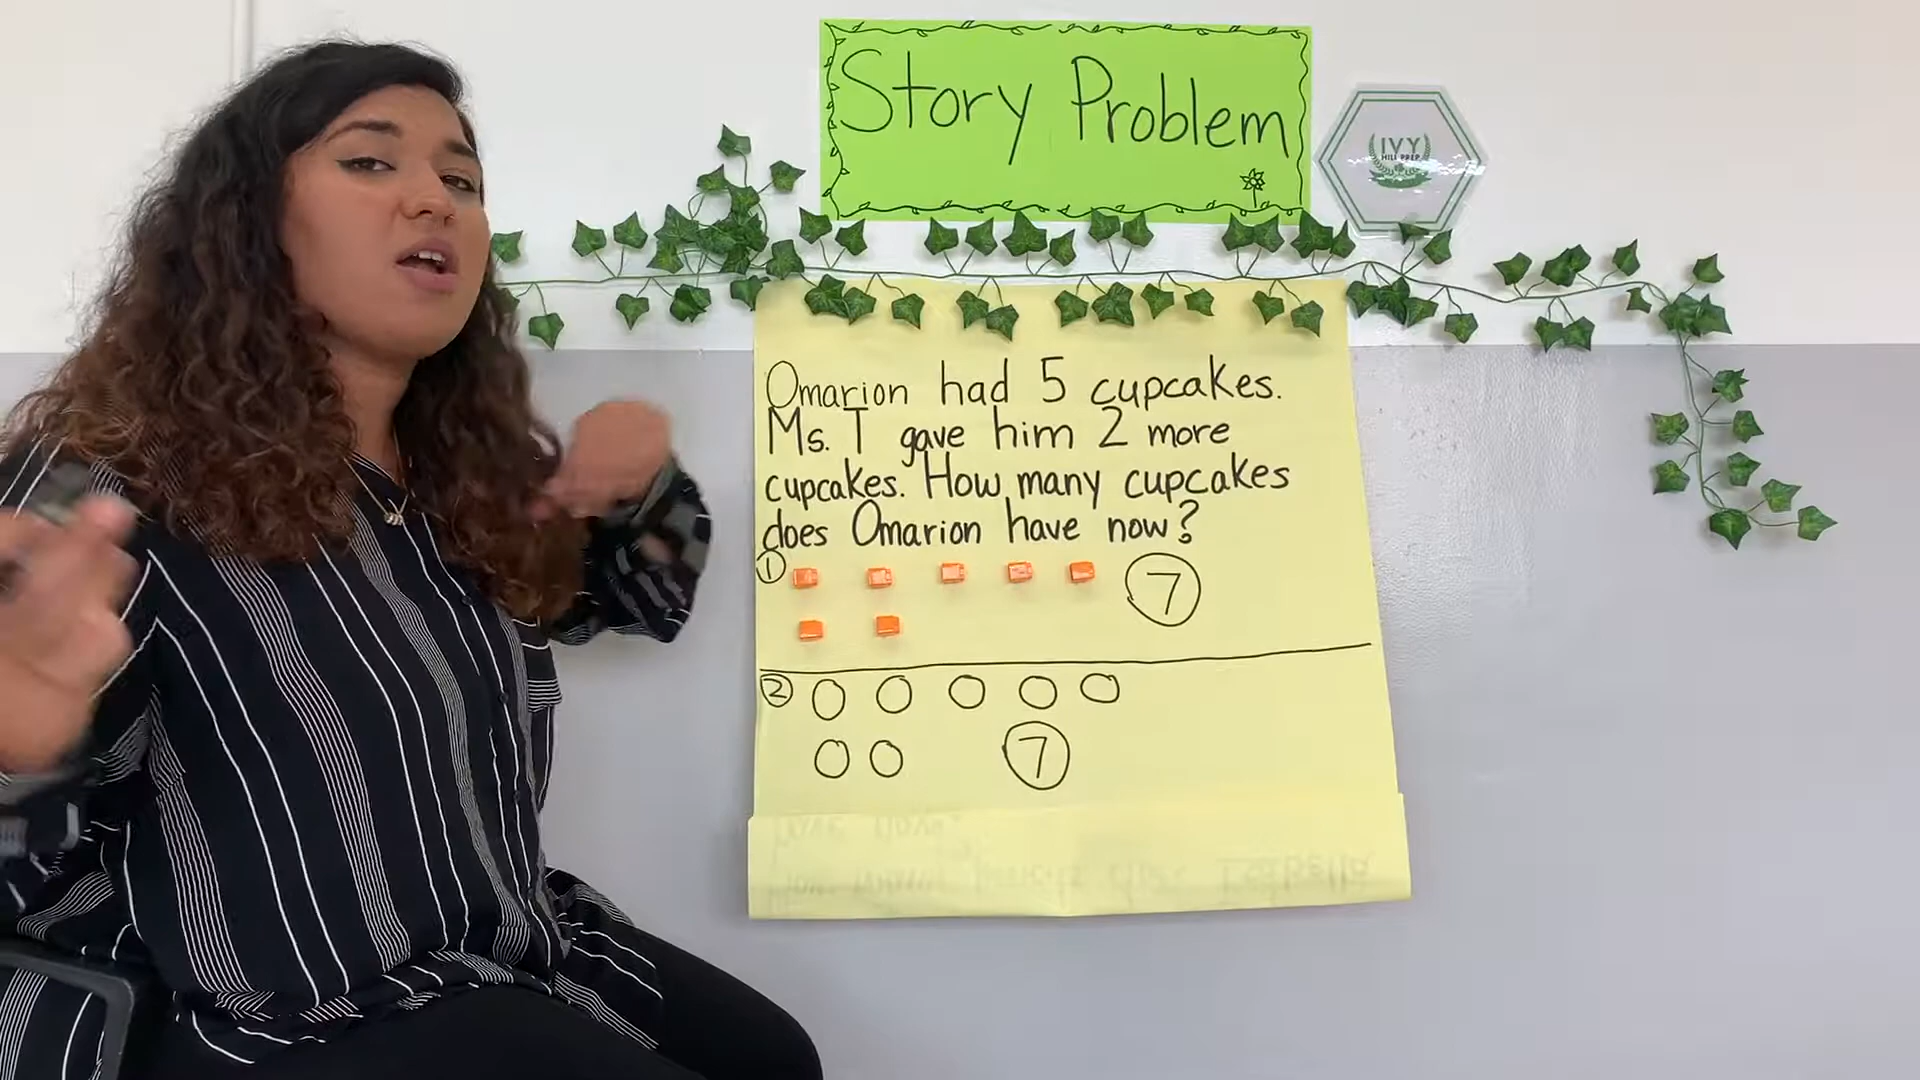 Story Problem
IVY
HILL PREP
Omarion had 5 cupcakes.
Ms. T gave him 2 more
cupcakes. How many cupcakes
does Omarion have now?
1
7
2
7